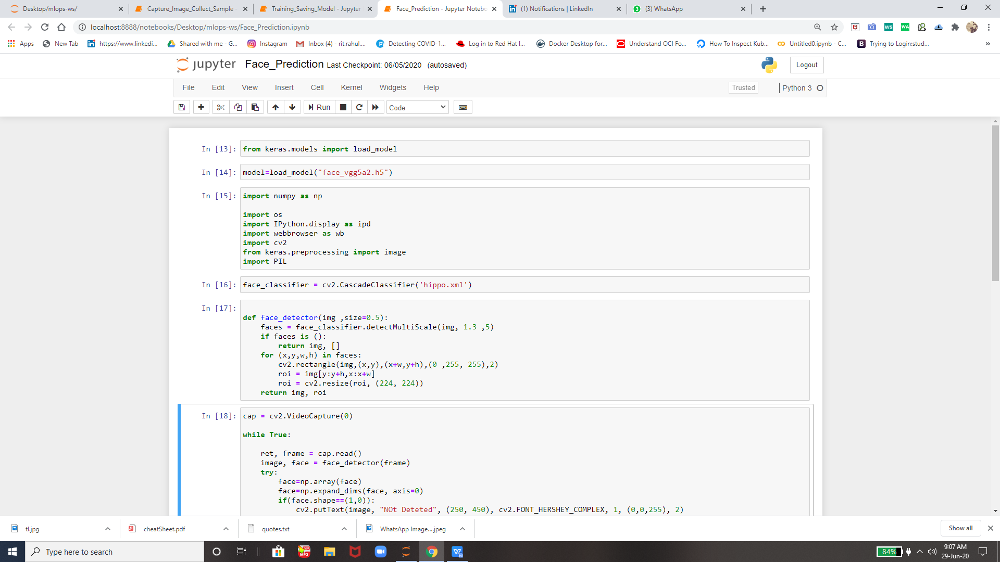 Desktop/mlops-ws/
Capture_Image_Collect_Sample -
Training_Saving_Model - Jupyter
Face_Prediction - Jupyter Notebo
(1) Notifications | LinkedIn
(3) WhatsApp
localhost:8888/notebooks/Desktop/mlops-ws/Face_Prediction.ipynb
Apps
New Tab
https://www.linkedi...
Shared with me - G...
Instagram
Inbox (4) - rit.rahul....
Detecting COVID-1...
Log in to Red Hat I...
Docker Desktop for...
Understand OCI Fo...
How To Inspect Kub...
Untitled0.ipynb - C...
Trying to Login:stud...
jupyter Face_Prediction Last Checkpoint: 06/05/2020 (autosaved)
Logout
File Edit View Insert Cell Kernel Widgets Help
Trusted
Python 3
Run
Code
In [13]: from keras.models import load_model
In [14]: model=load_model("face_vgg5a2.h5")
In [15]: import numpy as np
import os
import IPython.display as ipd
import webbrowser as wb
import cv2
from keras.preprocessing import image
import PIL
In [16]: face_classifier = cv2.CascadeClassifier('hippo.xml')
In [17]:
def face_detector(img ,size=0.5):
    faces = face_classifier.detectMultiScale(img, 1.3 ,5)
    if faces is ():
        return img, []
    for (x,y,w,h) in faces:
        cv2.rectangle(img,(x,y),(x+w,y+h),(0 ,255, 255),2)
        roi = img[y:y+h,x:x+w]
        roi = cv2.resize(roi, (224, 224))
    return img, roi
In [18]: cap = cv2.VideoCapture(0)
while True:
    ret, frame = cap.read()
    image, face = face_detector(frame)
    try:
        face=np.array(face)
        face=np.expand_dims(face, axis=0)
        if(face.shape==(1,0)):
            cv2.putText(image, "NOt Deteted", (250, 450), cv2.FONT_HERSHEY_COMPLEX, 1, (0,0,255), 2)
tl.jpg
cheatSheet.pdf
quotes.txt
WhatsApp Image....jpeg
Show all
Type here to search
84%
9:07 AM
29-Jun-20